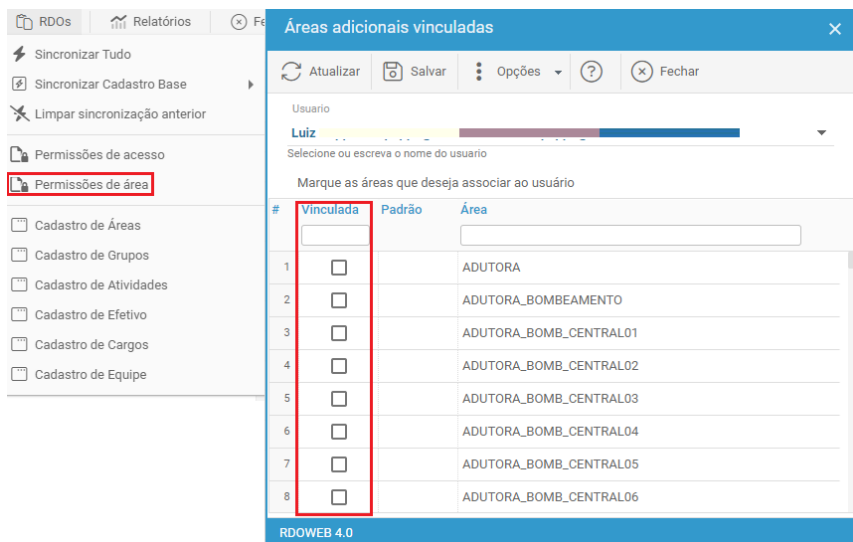 RDOs Relatórios Fe
Sincronizar Tudo
Sincronizar Cadastro Base
Limpar sincronização anterior
Permissões de acesso
Permissões de área
Cadastro de Áreas
Cadastro de Grupos
Cadastro de Atividades
Cadastro de Efetivo
Cadastro de Cargos
Cadastro de Equipe
Áreas adicionais vinculadas
Atualizar Salvar Opções Fechar
Usuario
Luiz
Selecione ou escreva o nome do usuario
Marque as áreas que deseja associar ao usuário
# Vinculada Padrão Área
1 ADUTORA
2 ADUTORA_BOMBEAMENTO
3 ADUTORA_BOMB_CENTRAL01
4 ADUTORA_BOMB_CENTRAL02
5 ADUTORA_BOMB_CENTRAL03
6 ADUTORA_BOMB_CENTRAL04
7 ADUTORA_BOMB_CENTRAL05
8 ADUTORA_BOMB_CENTRAL06
RDOWEB 4.0